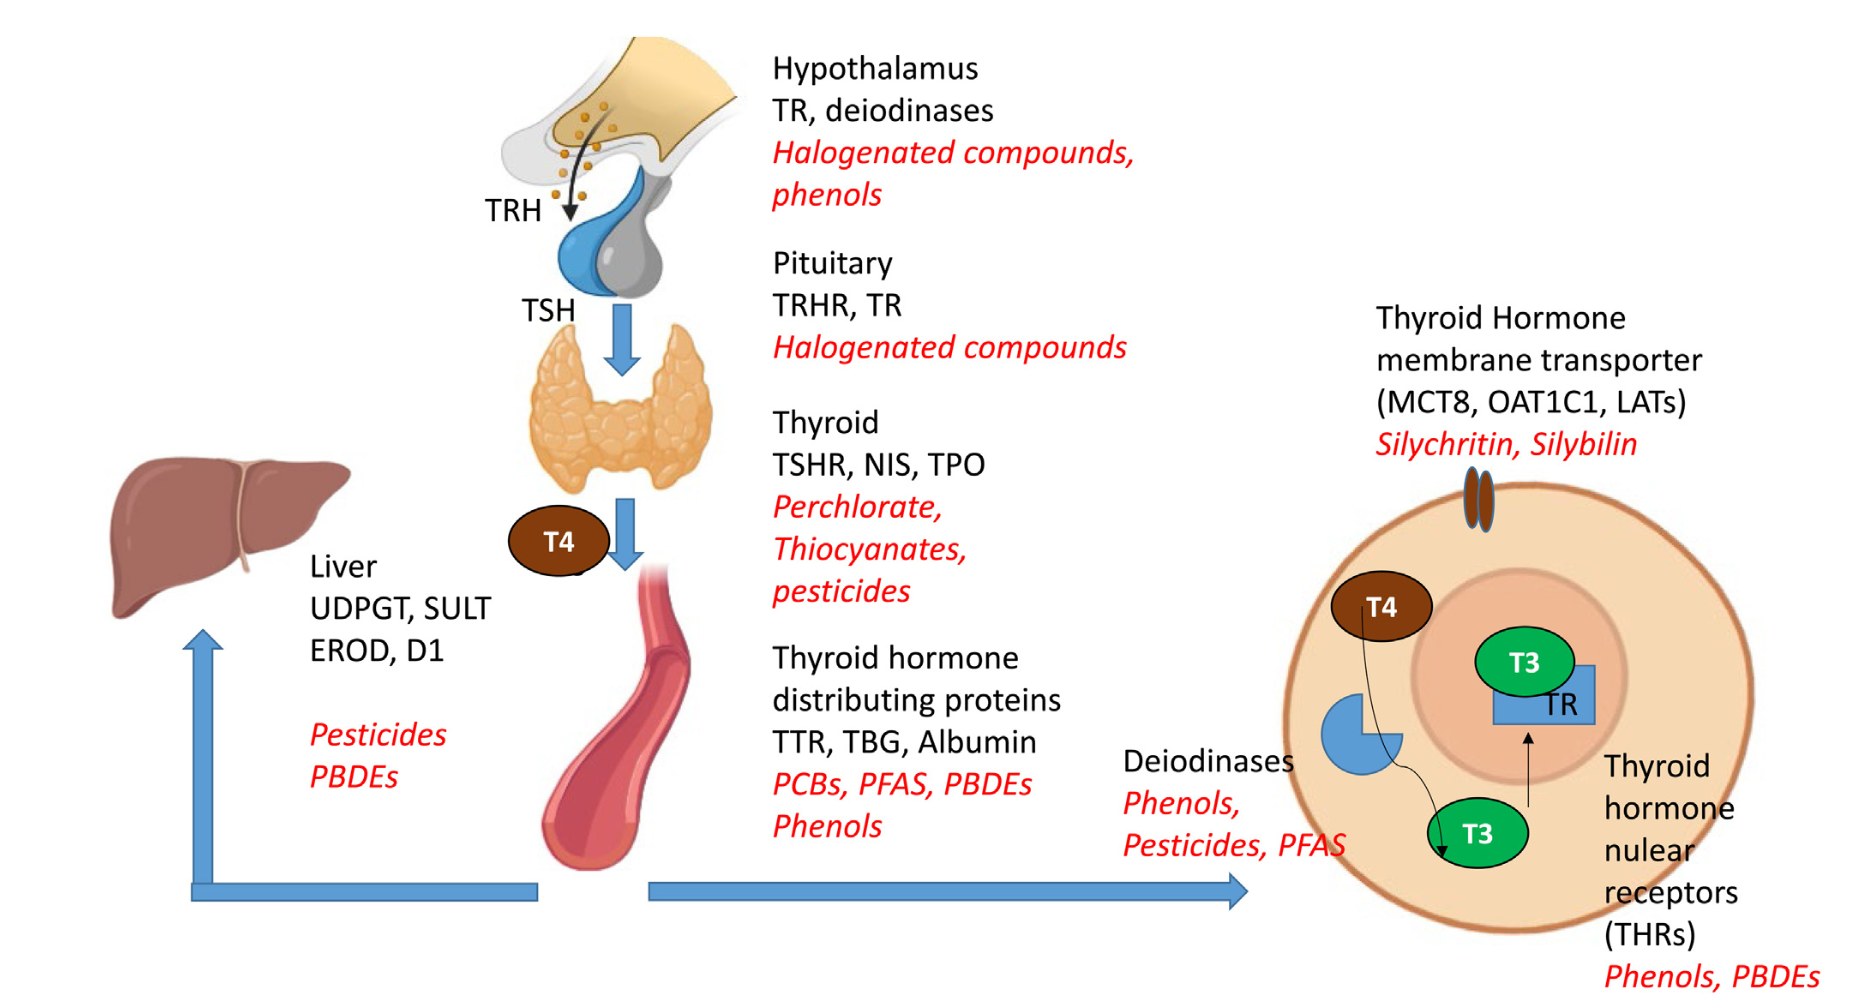 Hypothalamus
TR, deiodinases
Halogenated compounds,
phenols
TRH
Pituitary
TRHR, TR
Halogenated compounds
TSH
Thyroid
TSHR, NIS, TPO
Perchlorate,
Thiocyanates,
pesticides
T4
Liver
UDPGT, SULT
EROD, D1
Pesticides
PBDEs
Thyroid hormone
distributing proteins
TTR, TBG, Albumin
PCBs, PFAS, PBDEs
Phenols
Thyroid Hormone
membrane transporter
(MCT8, OAT1C1, LATs)
Silychritin, Silybilin
T4
T3
TR
Deiodinases
Phenols,
Pesticides, PFAS
T3
Thyroid
hormone
nulear
receptors
(THRs)
Phenols, PBDEs